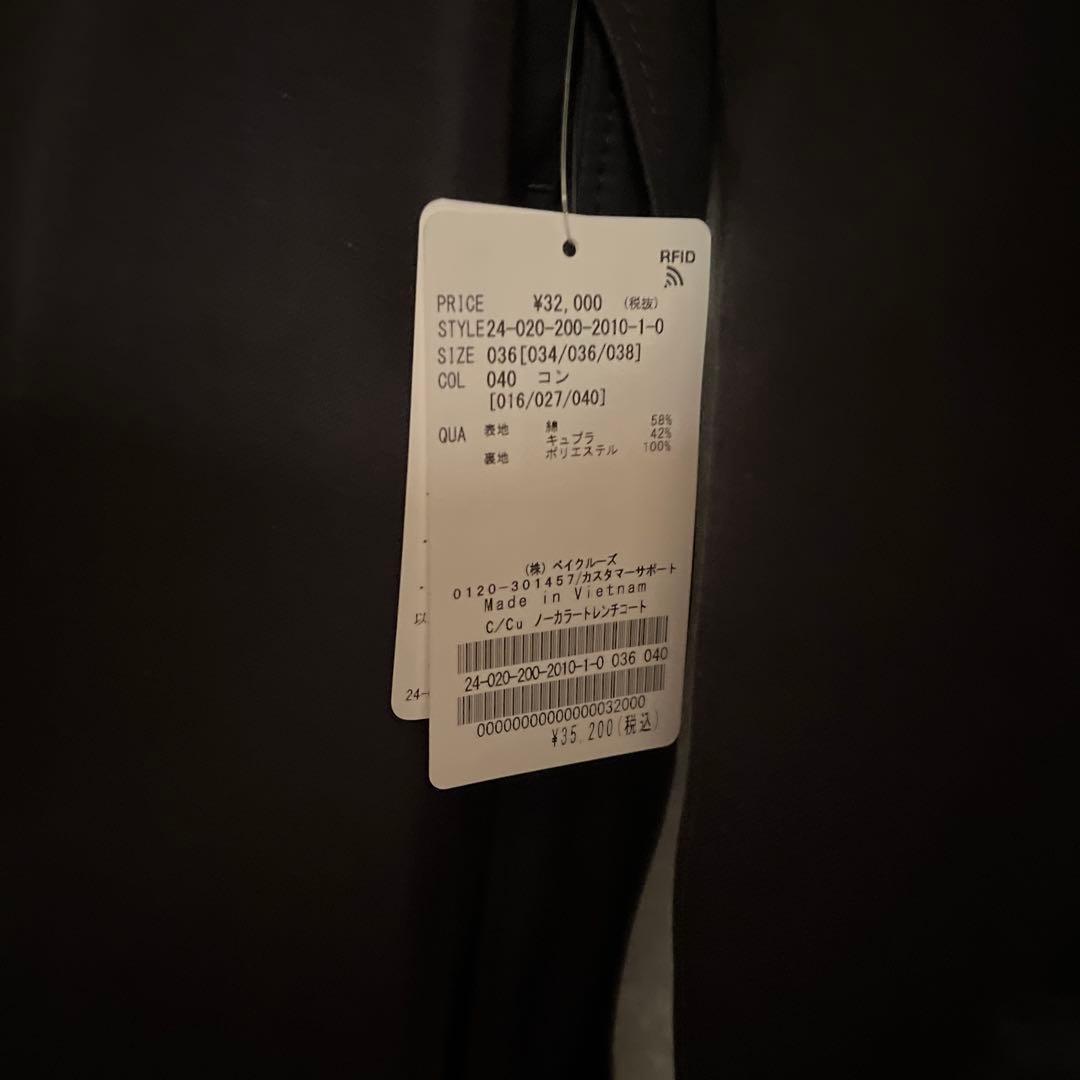 RFID
PRICE ¥32,000 (税抜)
STYLE24-020-200-2010-1-0
SIZE 036[034/036/038]
COL 040 コン
[016/027/040]
QUA 表地 綿 58%
キュプラ 42%
裏地 ポリエステル 100%
(株)ベイクルーズ
0120-301457/カスタマーサポート
Made in Vietnam
C/Cu ノーカラートレンチコート
24-020-200-2010-1-0 036 040
00000000000000032000
¥35,200(税込)
以
24-